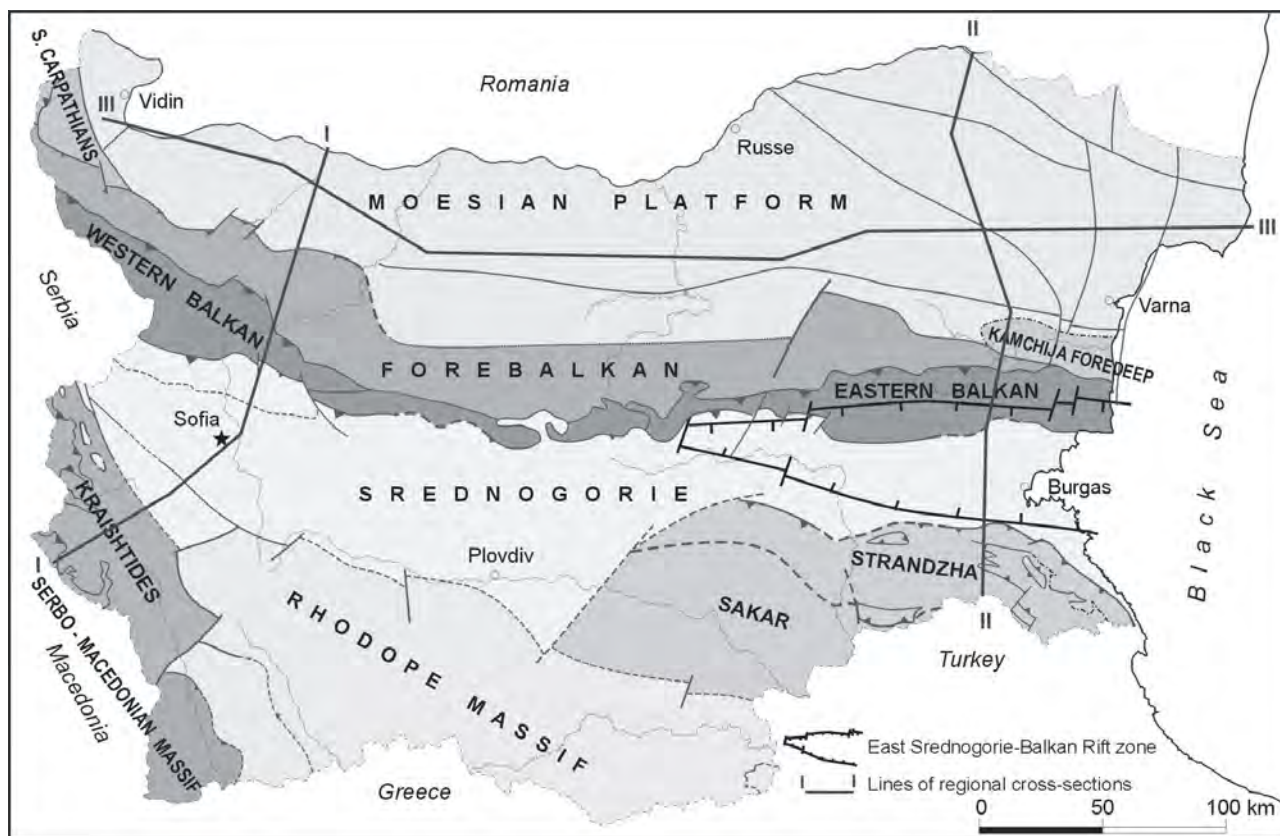 II
S. CARPATHIANS
Romania
III
Vidin
I
Russe
MOESIAN PLATFORM
III
WESTERN BALKAN
Serbia
Varna
KAMCHIJA FOREDEEP
FOREBALKAN
EASTERN BALKAN
Sofia
Black Sea
KRAISHTIDES
SREDNOGORIE
Burgas
Plovdiv
STRANDZHA
I
SERBO - MACEDONIAN MASSIF
Macedonia
RHODOPE MASSIF
SAKAR
II
Turkey
East Srednogorie-Balkan Rift zone
I I
Lines of regional cross-sections
Greece
0 50 100 km